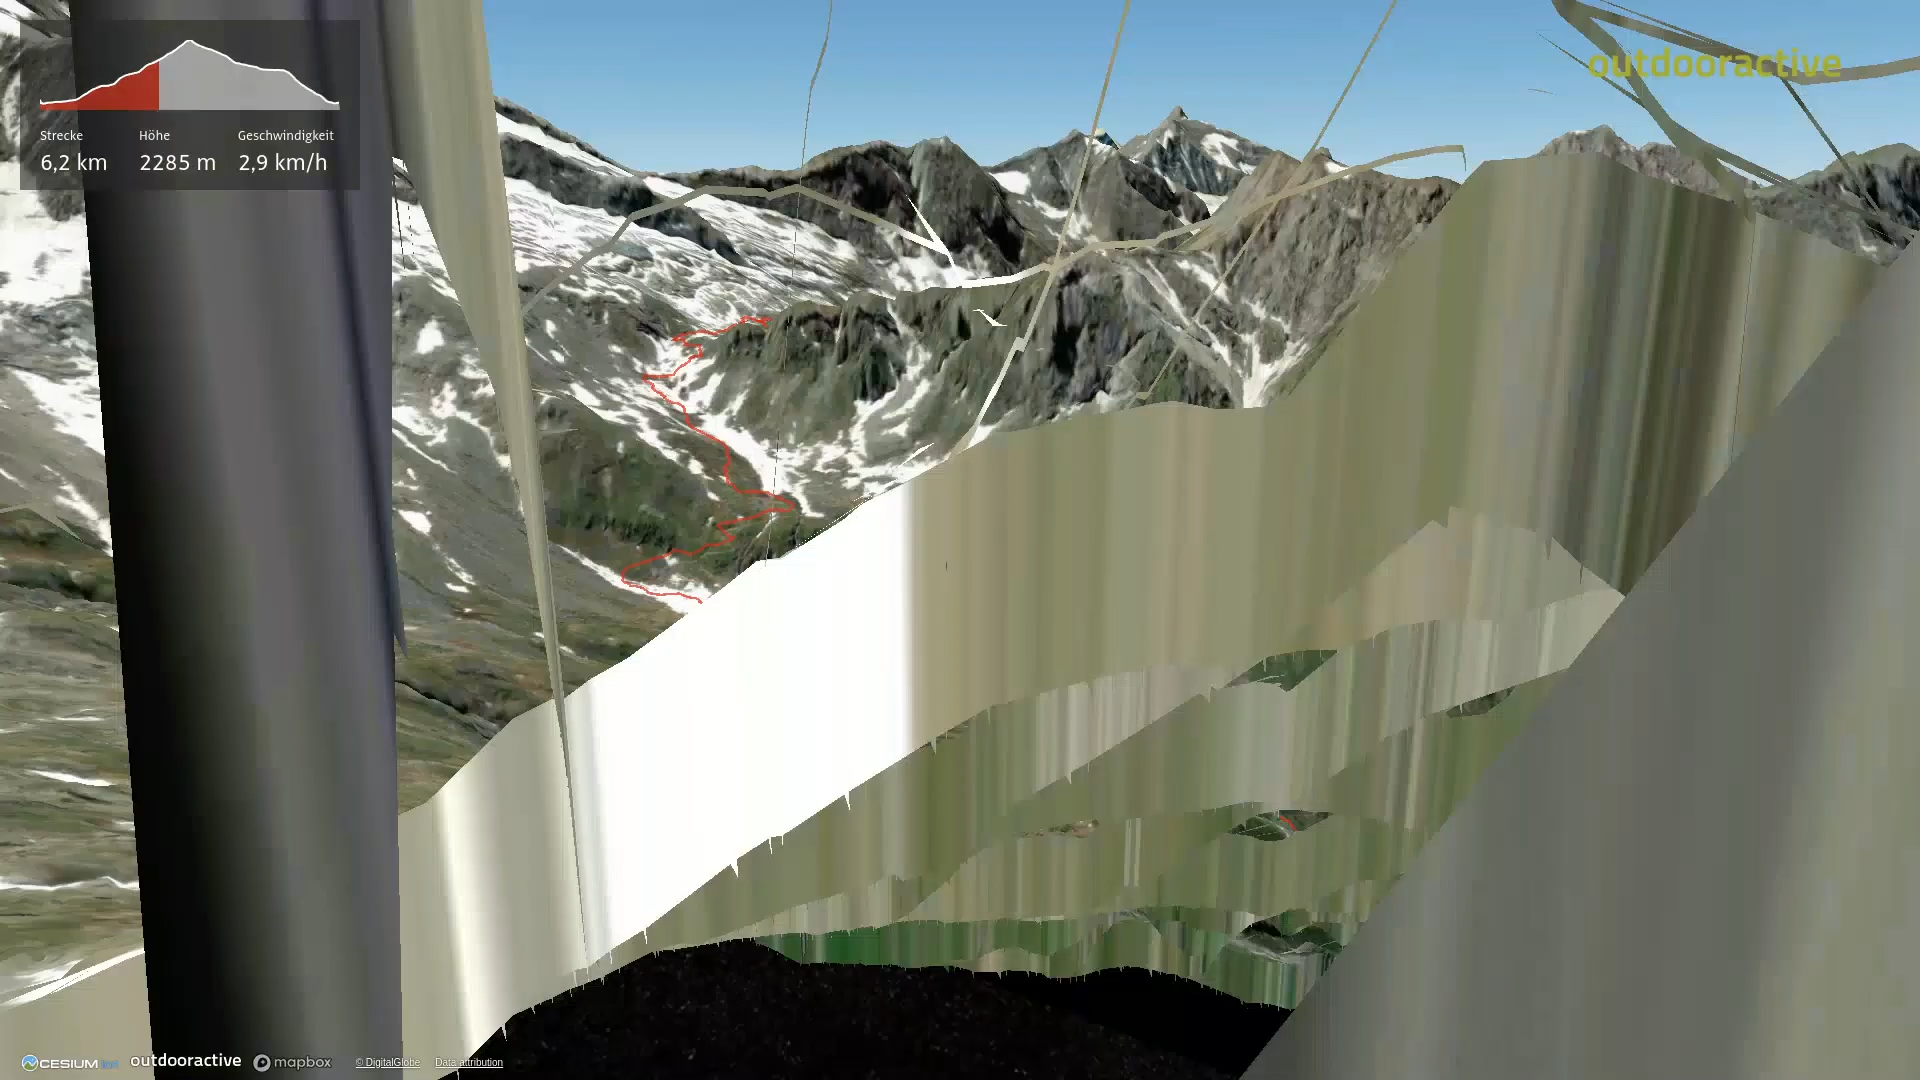 outdooractive
Strecke Höhe Geschwindigkeit
6,2 km 2285 m 2,9 km/h
CESIUM outdooractive mapbox © DigitalGlobe Data attribution